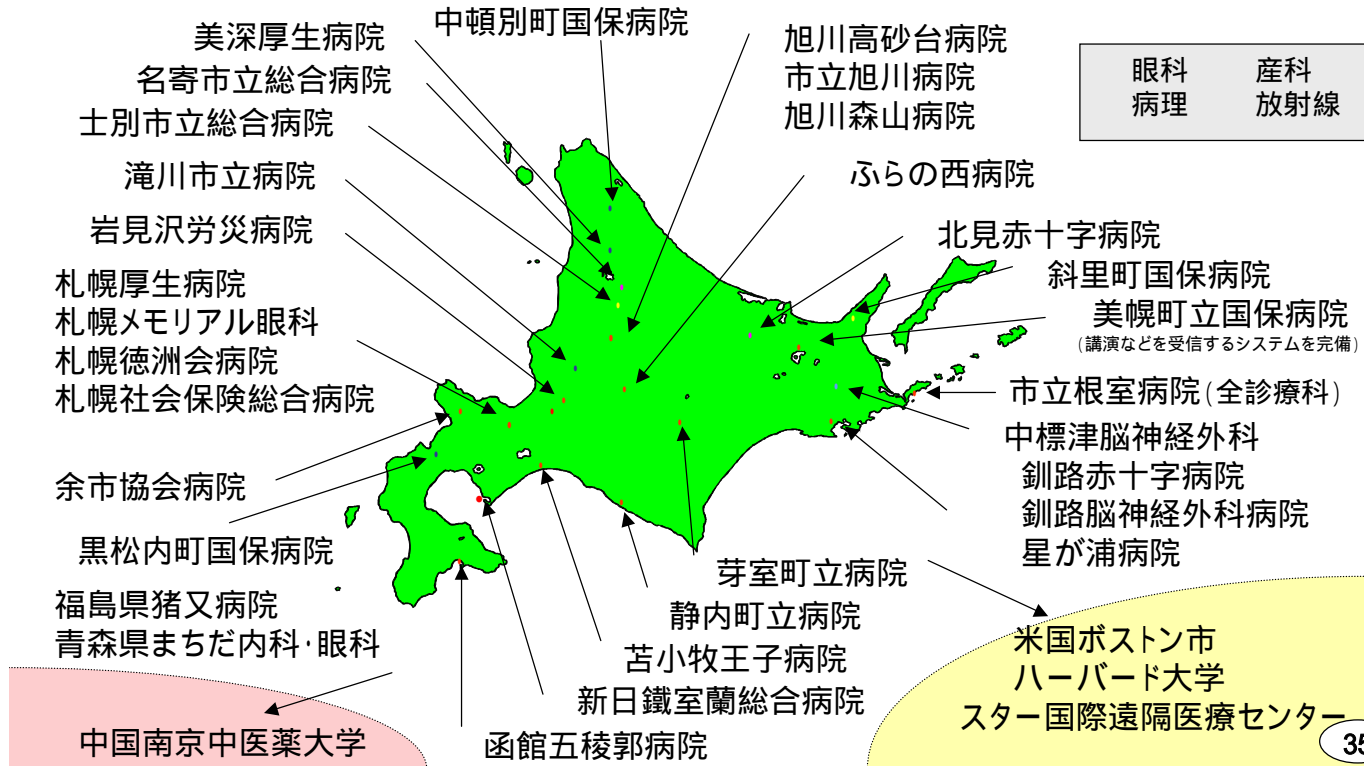 中頓別町国保病院
美深厚生病院
名寄市立総合病院
士別市立総合病院
滝川市立病院
岩見沢労災病院
札幌厚生病院
札幌メモリアル眼科
札幌徳洲会病院
札幌社会保険総合病院
余市協会病院
黒松内町国保病院
福島県猪又病院
青森県まちだ内科・眼科
中国南京中医薬大学
旭川高砂台病院
市立旭川病院
旭川森山病院
眼科 産科
病理 放射線
ふらの西病院
北見赤十字病院
斜里町国保病院
美幌町立国保病院
(講演などを受信するシステムを完備)
市立根室病院(全診療科)
中標津脳神経外科
釧路赤十字病院
釧路脳神経外科病院
星が浦病院
芽室町立病院
静内町立病院
苫小牧王子病院
新日鐵室蘭総合病院
函館五稜郭病院
米国ボストン市
ハーバード大学
スター国際遠隔医療センター
35